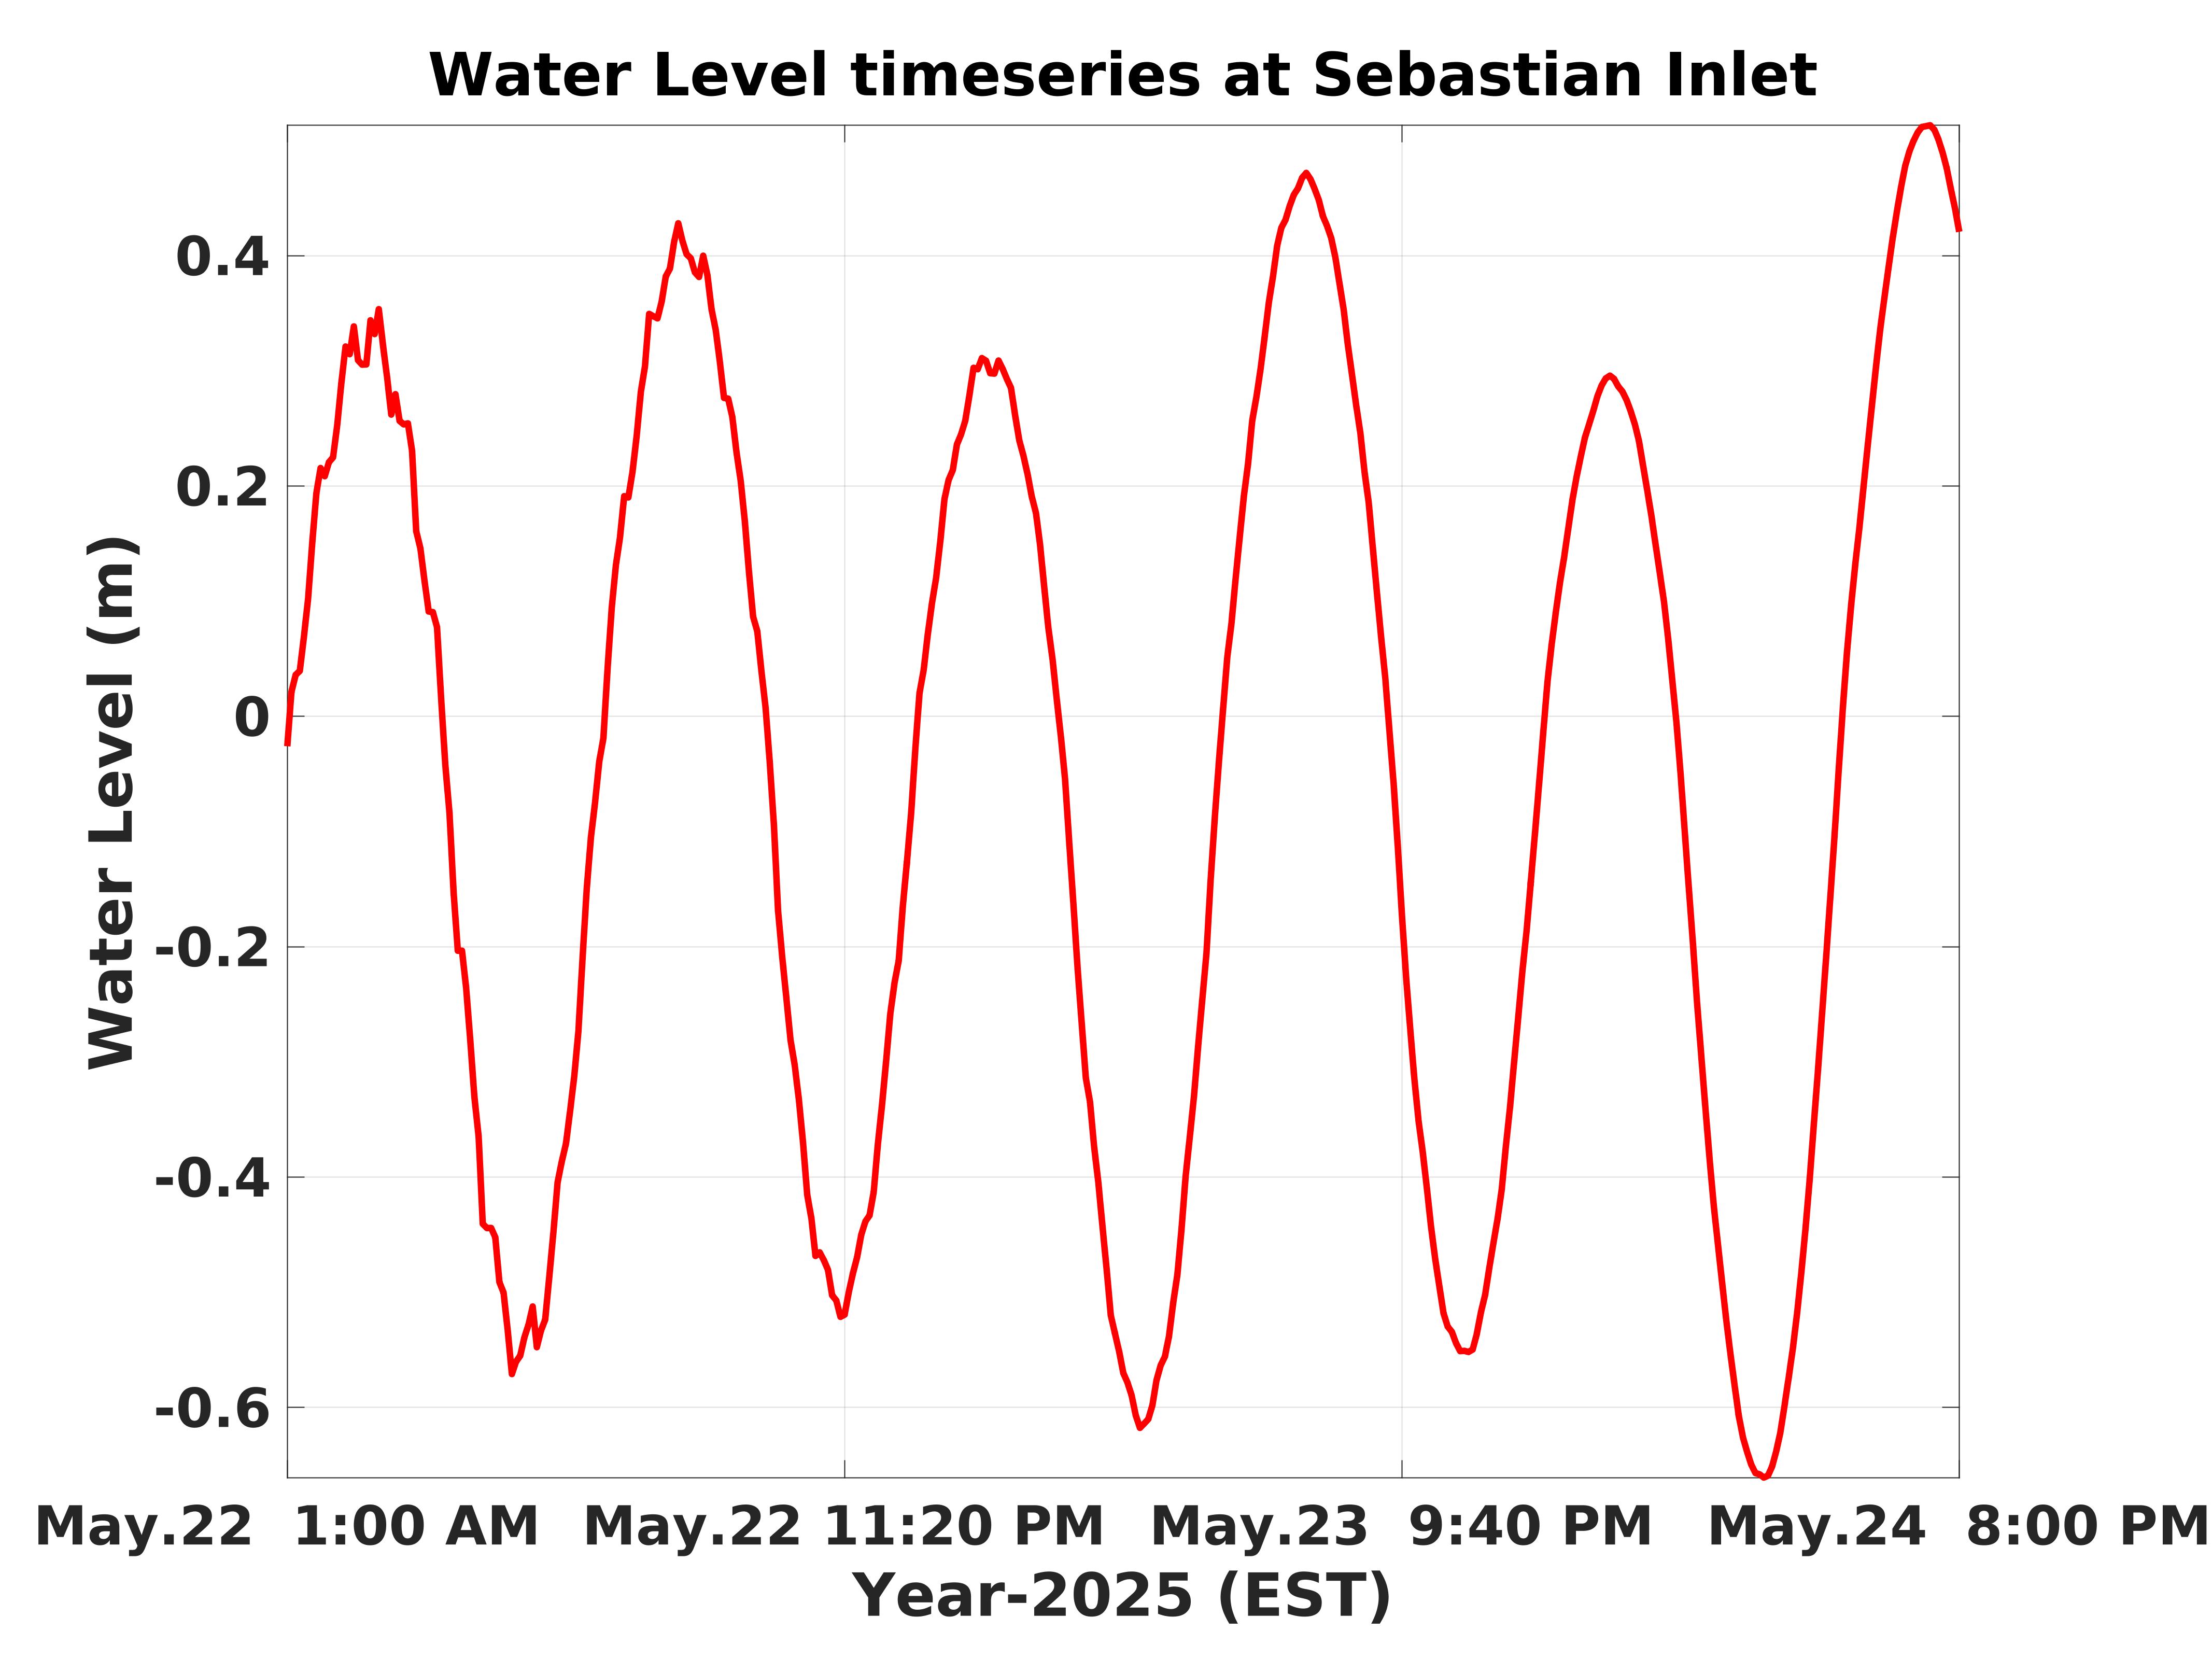 Water Level timeseries at Sebastian Inlet
Water Level (m)
0.4
0.2
0
-0.2
-0.4
-0.6
May.22 1:00 AM May.22 11:20 PM May.23 9:40 PM May.24 8:00 PM
Year-2025 (EST)